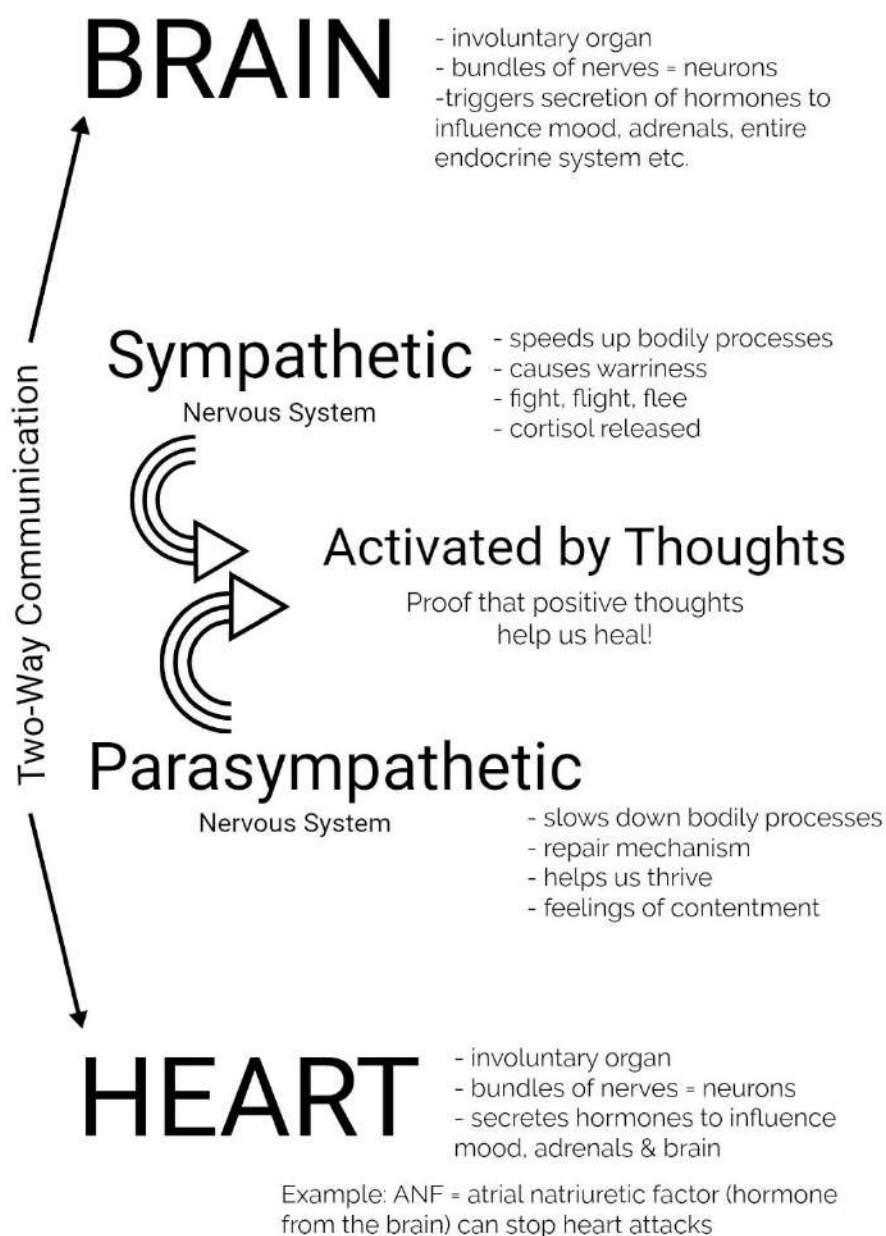 BRAIN
- involuntary organ
- bundles of nerves = neurons
-triggers secretion of hormones to
influence mood, adrenals, entire
endocrine system etc.
Two-Way Communication
Sympathetic
Nervous System
- speeds up bodily processes
- causes warriness
- fight, flight, flee
- cortisol released
Activated by Thoughts
Proof that positive thoughts
help us heal!
Parasympathetic
Nervous System
- slows down bodily processes
- repair mechanism
- helps us thrive
- feelings of contentment
HEART
- involuntary organ
- bundles of nerves = neurons
- secretes hormones to influence
mood, adrenals & brain
Example: ANF = atrial natriuretic factor (hormone
from the brain) can stop heart attacks